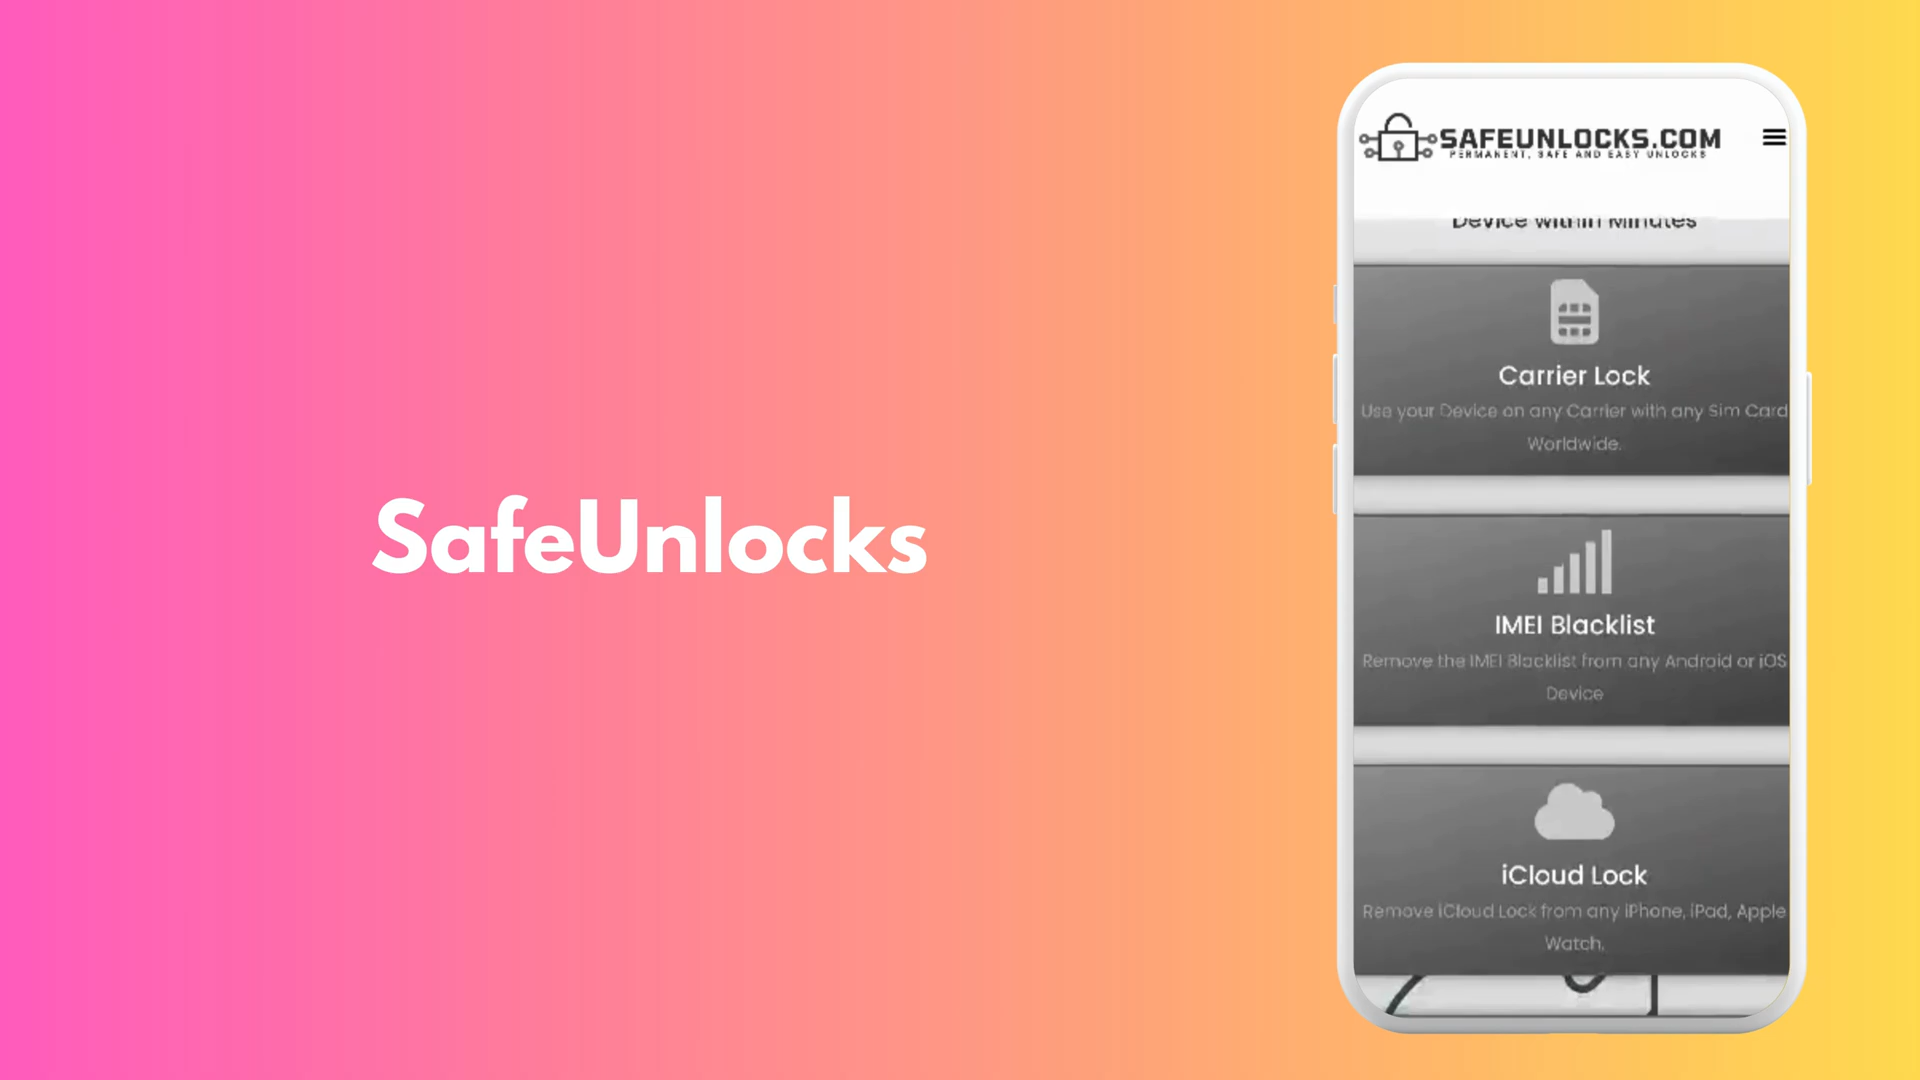 SafeUnlocks
SAFEUNLOCKS.COM
PERMANENT, SAFE AND EASY UNLOCKS
Device within Minutes
Carrier Lock
Use your Device on any Carrier with any Sim Card
Worldwide.
IMEI Blacklist
Remove the IMEI Blacklist from any Android or iOS
Device
iCloud Lock
Remove iCloud Lock from any iPhone, iPad, Apple
Watch.